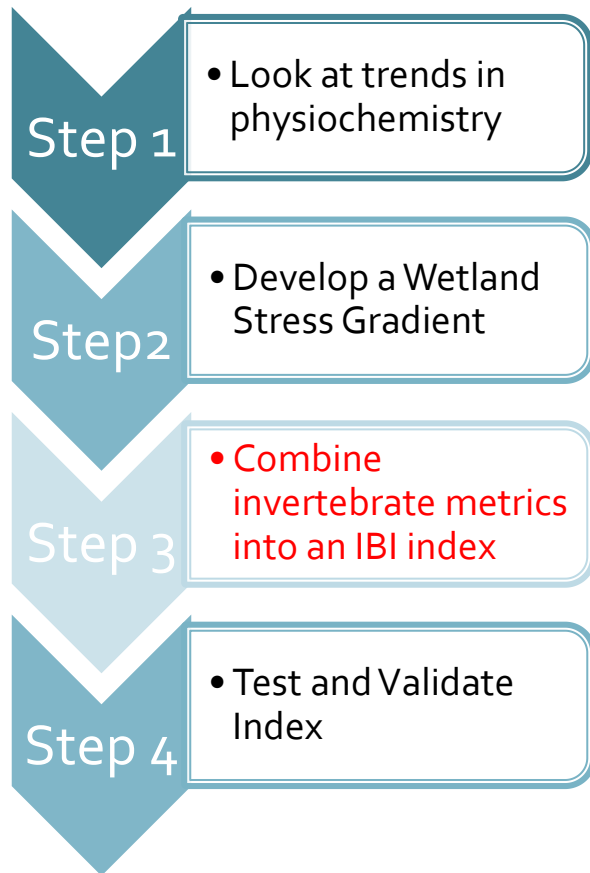 Step 1
• Look at trends in
physiochemistry
Step2
• Develop a Wetland
Stress Gradient
Step 3
• Combine
invertebrate metrics
into an IBI index
Step 4
• Test and Validate
Index